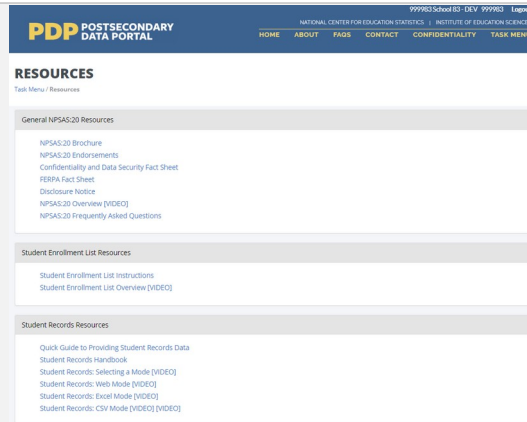 999983 School 83 - DEV 999983 Logou
NATIONAL CENTER FOR EDUCATION STATISTICS | INSTITUTE OF EDUCATION SCIENCE
PDP POSTSECONDARY
DATA PORTAL
HOME ABOUT FAQS CONTACT CONFIDENTIALITY TASK MENU
RESOURCES
Task Menu / Resources
General NPSAS:20 Resources
NPSAS:20 Brochure
NPSAS:20 Endorsements
Confidentiality and Data Security Fact Sheet
FERPA Fact Sheet
Disclosure Notice
NPSAS:20 Overview [VIDEO]
NPSAS:20 Frequently Asked Questions
Student Enrollment List Resources
Student Enrollment List Instructions
Student Enrollment List Overview [VIDEO]
Student Records Resources
Quick Guide to Providing Student Records Data
Student Records Handbook
Student Records: Selecting a Mode [VIDEO]
Student Records: Web Mode [VIDEO]
Student Records: Excel Mode [VIDEO]
Student Records: CSV Mode [VIDEO] [VIDEO]